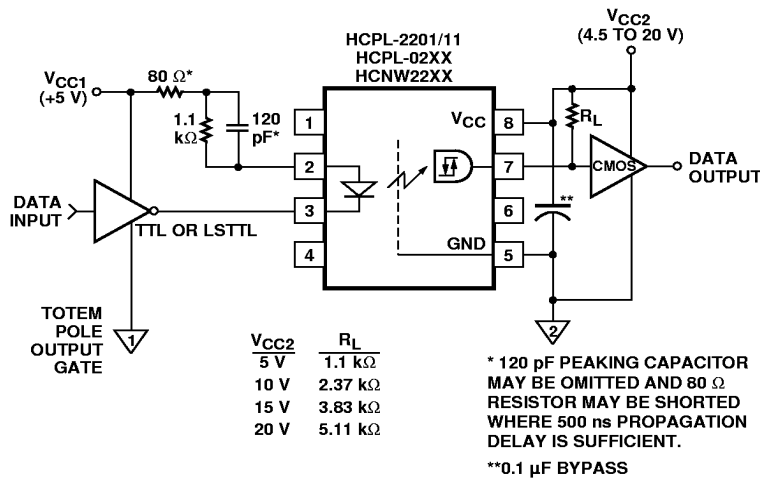 HCPL-2201/11
HCPL-02XX
HCNW22XX
VCC2
(4.5 TO 20 V)
VCC1
(+5 V)
80 Ω*
1.1
kΩ
120
pF*
1
2
3
4
VCC
8
7
6
GND
5
RL
CMOS
DATA
OUTPUT
**
DATA
INPUT
TTL OR LSTTL
TOTEM
POLE
OUTPUT
GATE
1
2
VCC2 RL
5 V 1.1 kΩ
10 V 2.37 kΩ
15 V 3.83 kΩ
20 V 5.11 kΩ
* 120 pF PEAKING CAPACITOR
MAY BE OMITTED AND 80 Ω
RESISTOR MAY BE SHORTED
WHERE 500 ns PROPAGATION
DELAY IS SUFFICIENT.
**0.1 µF BYPASS